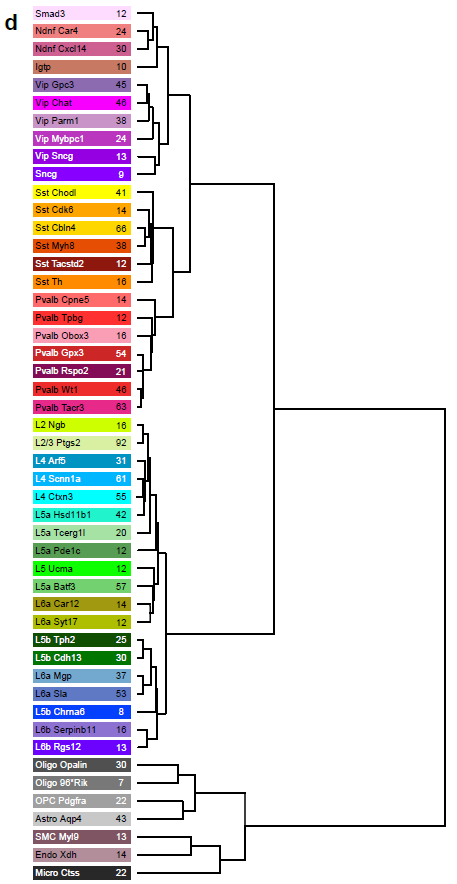 d
Smad3 12
Ndnf Car4 24
Ndnf Cxcl14 30
Igtp 10
Vip Gpc3 45
Vip Chat 46
Vip Parm1 38
Vip Mybpc1 24
Vip Sncg 13
Sncg 9
Sst Chodl 41
Sst Cdk6 14
Sst Cbln4 66
Sst Myh8 38
Sst Tacstd2 12
Sst Th 16
Pvalb Cpne5 14
Pvalb Tpbg 12
Pvalb Obox3 16
Pvalb Gpx3 54
Pvalb Rspo2 21
Pvalb Wt1 46
Pvalb Tacr3 63
L2 Ngb 16
L2/3 Ptgs2 92
L4 Arf5 31
L4 Scnn1a 61
L4 Ctxn3 55
L5a Hsd11b1 42
L5a Tcerg1l 20
L5a Pde1c 12
L5 Ucma 12
L5a Batf3 57
L6a Car12 14
L6a Syt17 12
L5b Tph2 25
L5b Cdh13 30
L6a Mgp 37
L6a Sla 53
L5b Chrna6 8
L6b Serpinb11 16
L6b Rgs12 13
Oligo Opalin 30
Oligo 96*Rik 7
OPC Pdgfra 22
Astro Aqp4 43
SMC Myl9 13
Endo Xdh 14
Micro Ctss 22